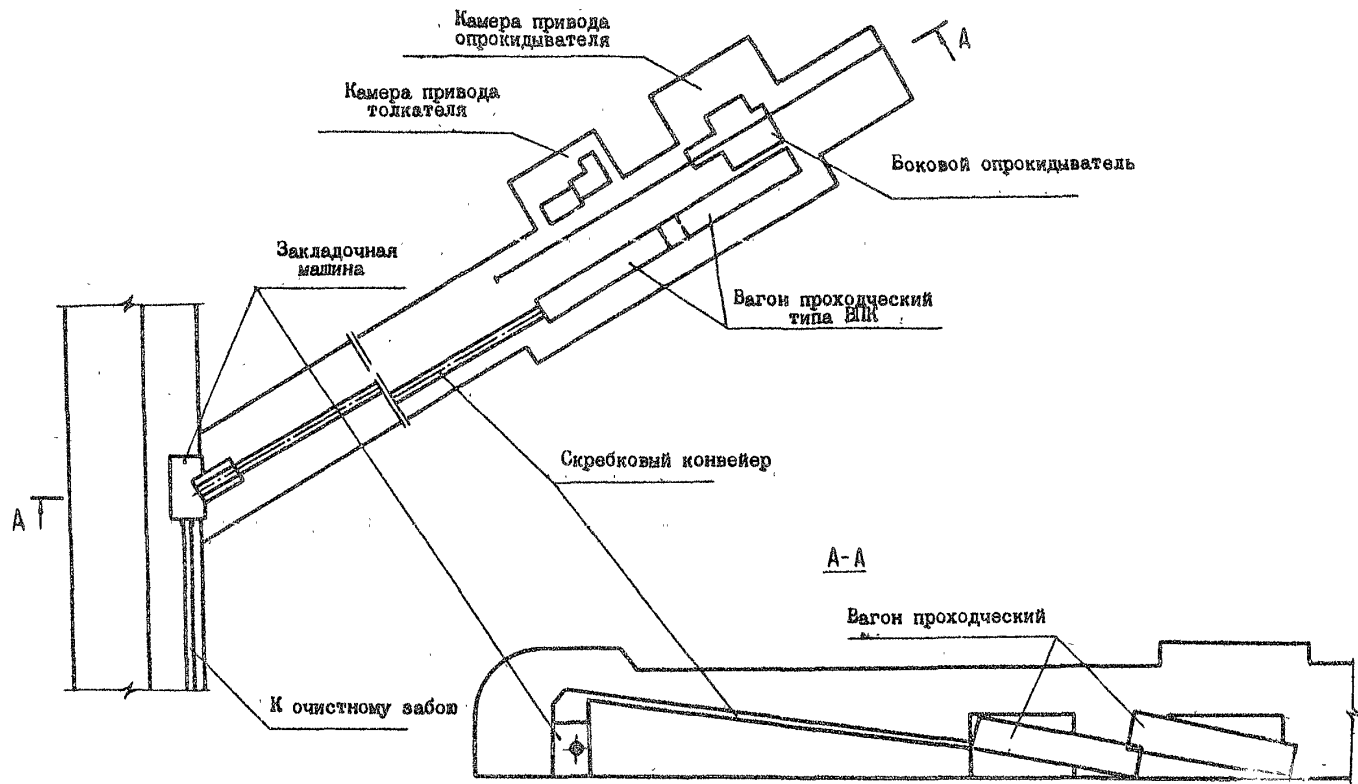 Камера привода
опрокидывателя
А
Камера привода
толкателя
Боковой опрокидыватель
Закладочная
машина
Вагон проходческий
типа ВПК
Скребковый конвейер
А
А-А
Вагон проходческий
К очистному забою